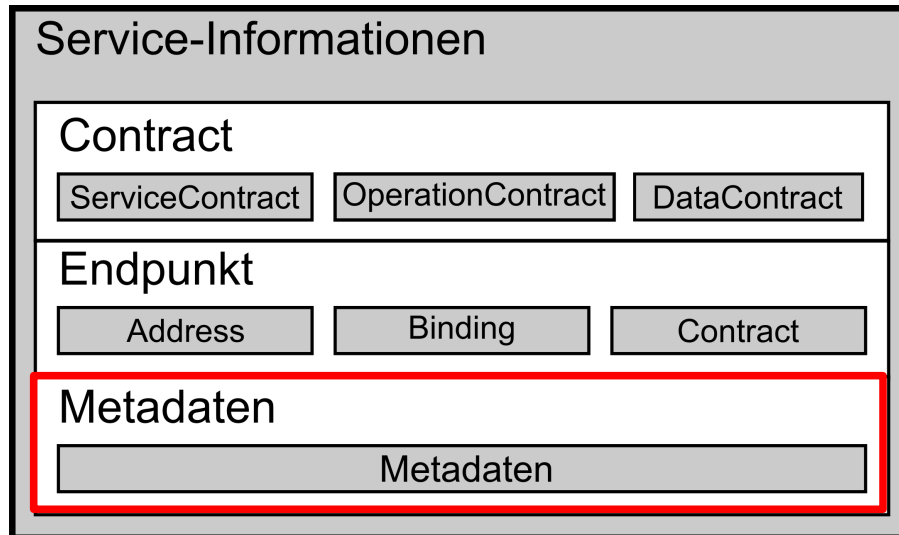 Service-Informationen
Contract
ServiceContract OperationContract DataContract
Endpunkt
Address Binding Contract
Metadaten
Metadaten